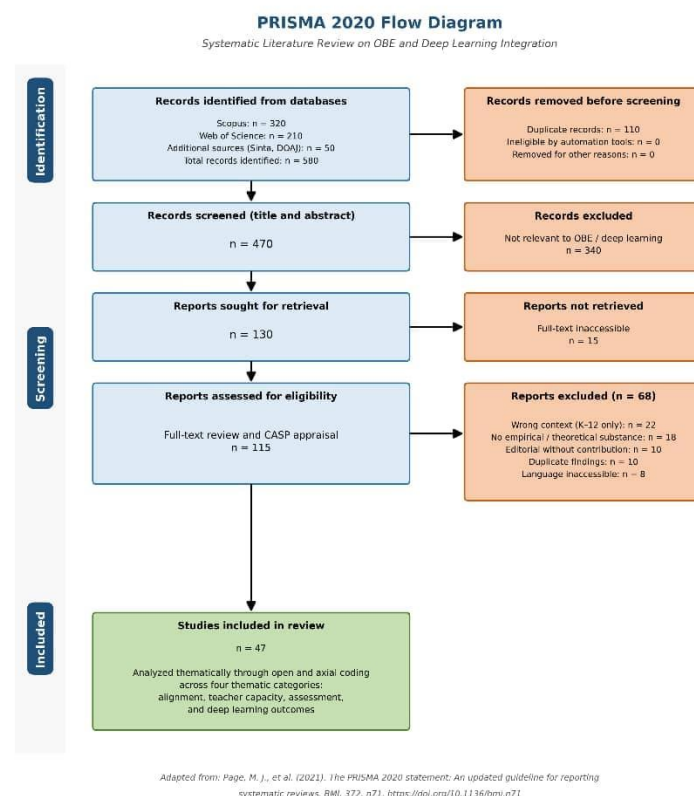 PRISMA 2020 Flow Diagram
Systematic Literature Review on OBE and Deep Learning Integration
Identification
Records identified from databases
Scopus: n = 320
Web of Science: n = 210
Additional sources (Sinta, DOAJ): n = 50
Total records identified: n = 580
Records removed before screening
Duplicate records: n = 110
Ineligible by automation tools: n = 0
Removed for other reasons: n = 0
Screening
Records screened (title and abstract)
n = 470
Records excluded
Not relevant to OBE / deep learning
n = 340
Reports sought for retrieval
n = 130
Reports not retrieved
Full-text inaccessible
n = 15
Reports assessed for eligibility
Full-text review and CASP appraisal
n = 115
Reports excluded (n = 68)
Wrong context (K–12 only): n = 22
No empirical / theoretical substance: n = 18
Editorial without contribution: n = 10
Duplicate findings: n = 10
Language inaccessible: n = 8
Included
Studies included in review
n = 47
Analyzed thematically through open and axial coding
across four thematic categories:
alignment, teacher capacity, assessment,
and deep learning outcomes
Adapted from: Page, M. J., et al. (2021). The PRISMA 2020 statement: An updated guideline for reporting
systematic reviews. BMJ, 372, n71. https://doi.org/10.1136/bmj.n71